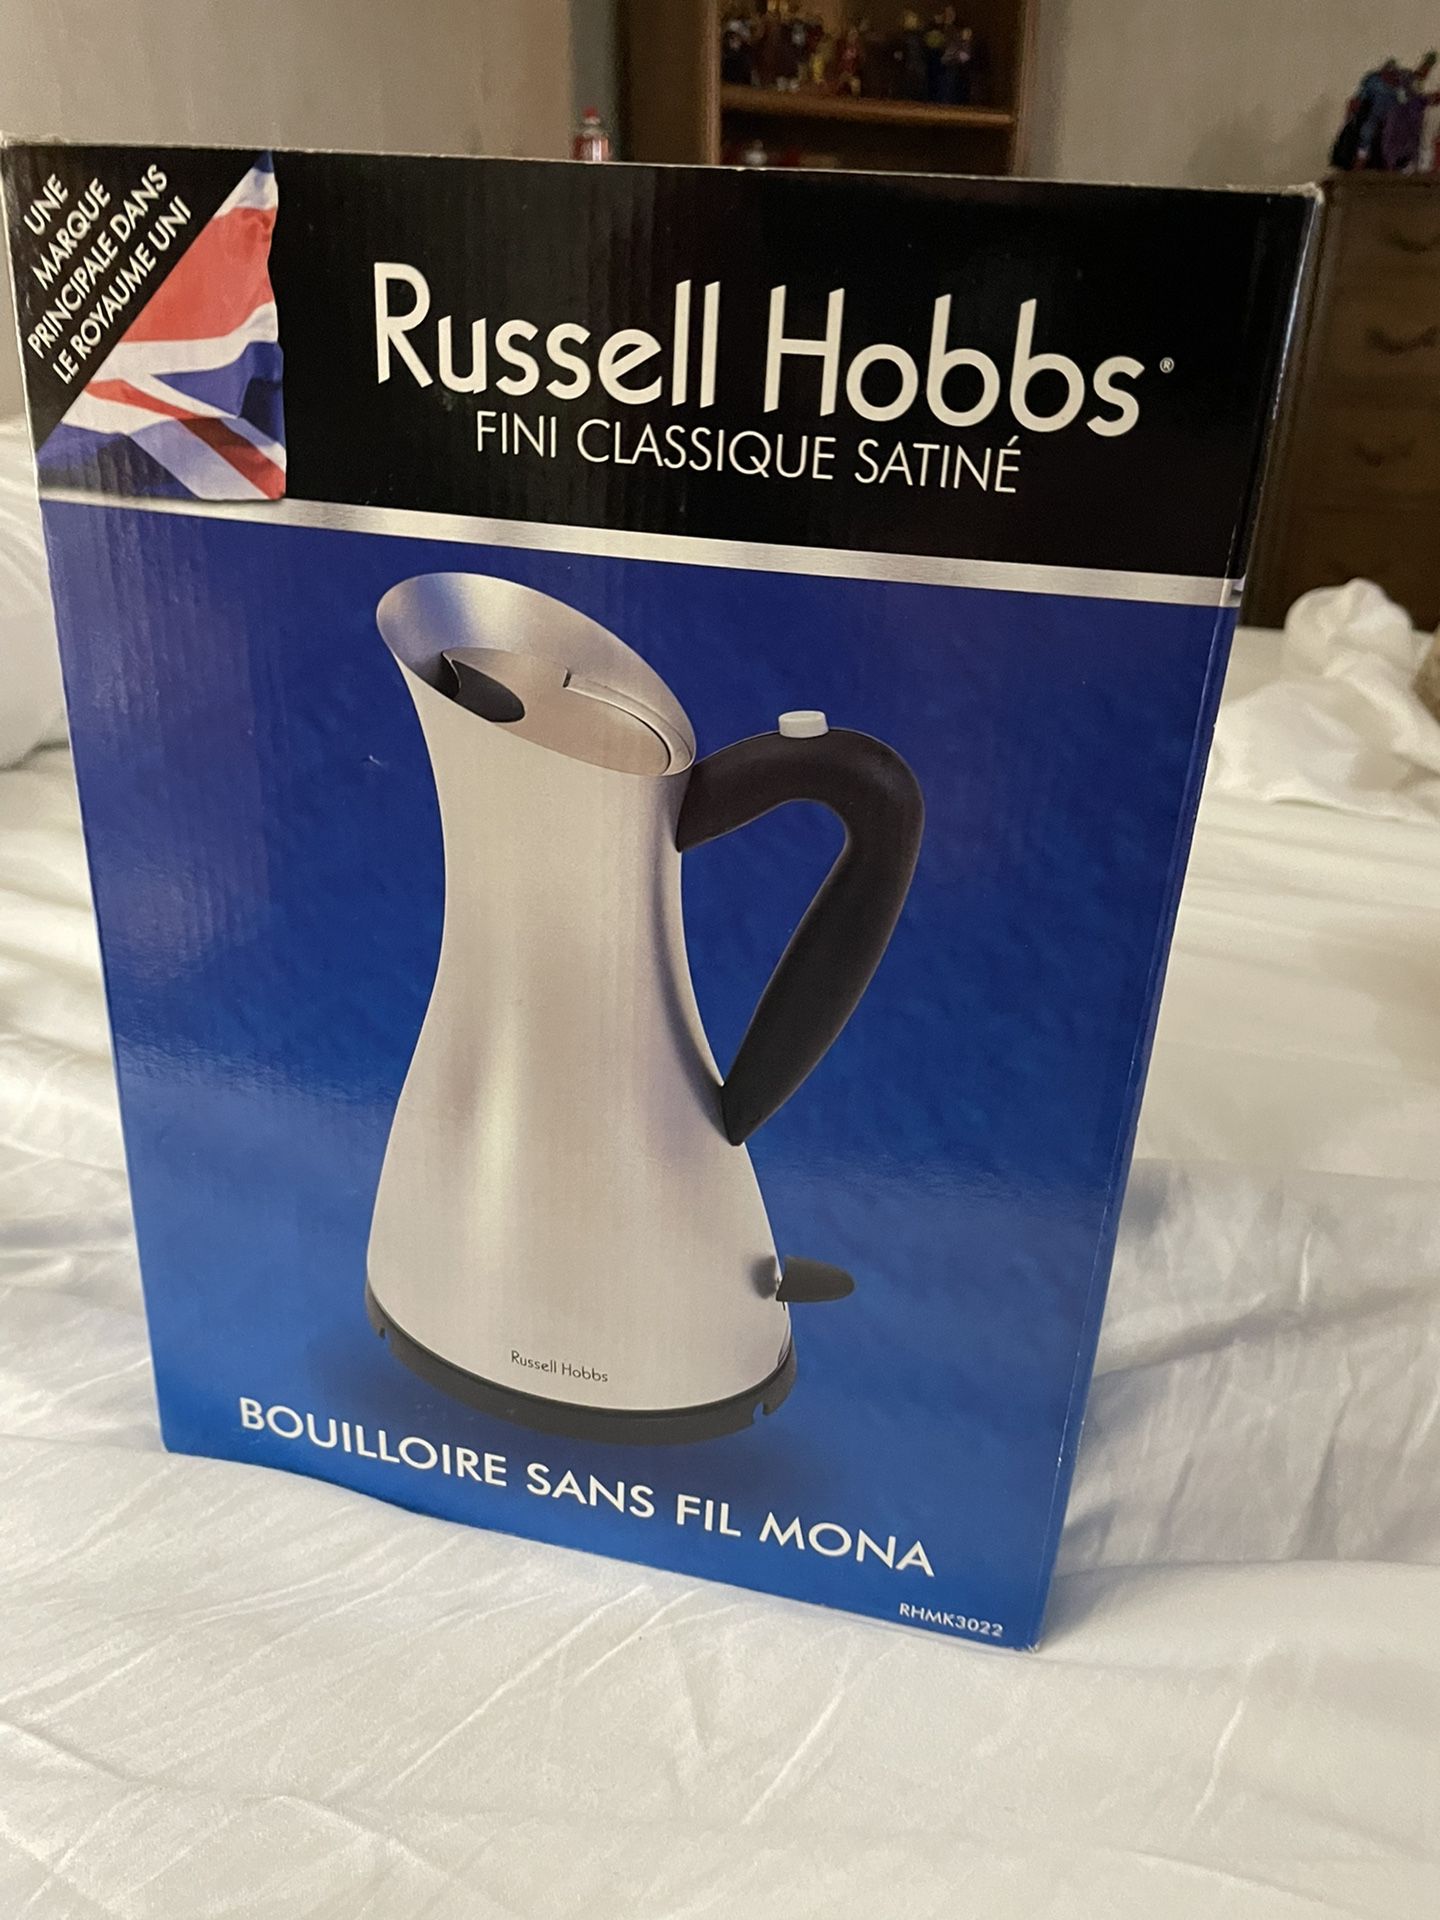 UNE
MARQUE
PRINCIPALE DANS
LE ROYAUME UNI
Russell Hobbs®
FINI CLASSIQUE SATINÉ
Russell Hobbs
BOUILLOIRE SANS FIL MONA
RHMK3022